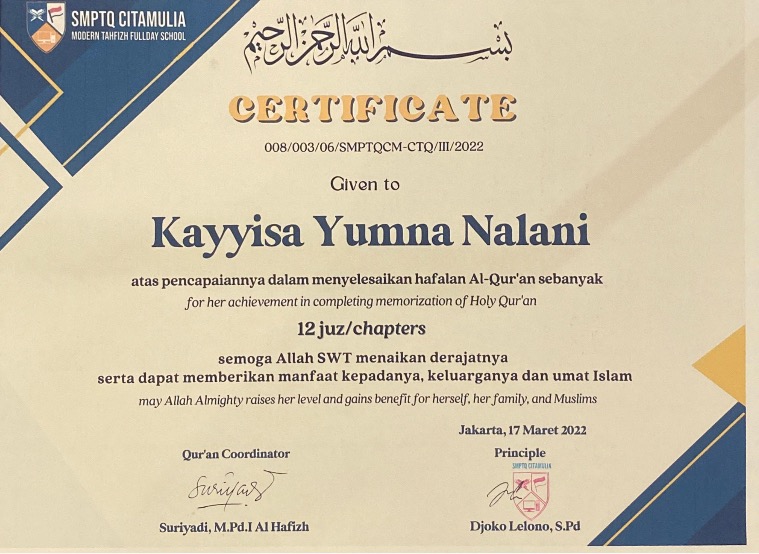 SMPTQ CITAMULIA
MODERN TAHFIZH FULLDAY SCHOOL
بسم الله الرحمن الرحيم
CERTIFICATE
008/003/06/SMPTQCM-CTQ/III/2022
Given to
Kayyisa Yumna Nalani
atas pencapaiannya dalam menyelesaikan hafalan Al-Qur'an sebanyak
for her achievement in completing memorization of Holy Qur'an
12 juz/chapters
semoga Allah SWT menaikan derajatnya
serta dapat memberikan manfaat kepadanya, keluarganya dan umat Islam
may Allah Almighty raises her level and gains benefit for herself, her family, and Muslims
Jakarta, 17 Maret 2022
Qur'an Coordinator
Principle
SMPTQ CITAMULIA
Suriyadi, M.Pd.I Al Hafizh
Djoko Lelono, S.Pd